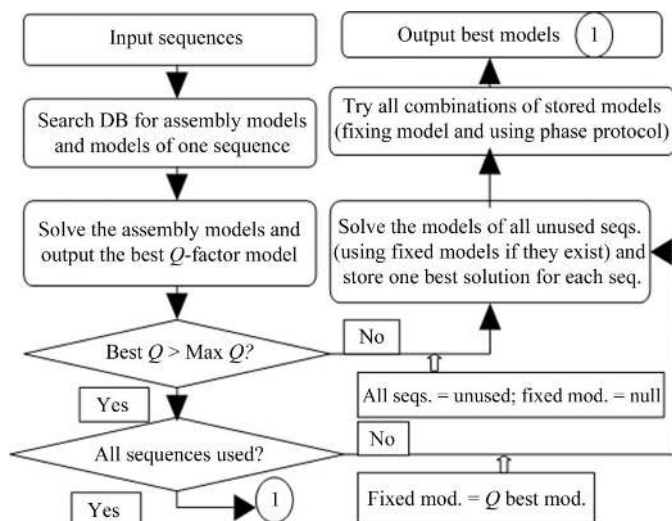 Input sequences
Search DB for assembly models
and models of one sequence
Solve the assembly models and
output the best Q-factor model
Best Q > Max Q?
Yes
All sequences used?
Yes
1
Output best models 1
Try all combinations of stored models
(fixing model and using phase protocol)
Solve the models of all unused seqs.
(using fixed models if they exist) and
store one best solution for each seq.
No
All seqs. = unused; fixed mod. = null
No
Fixed mod. = Q best mod.